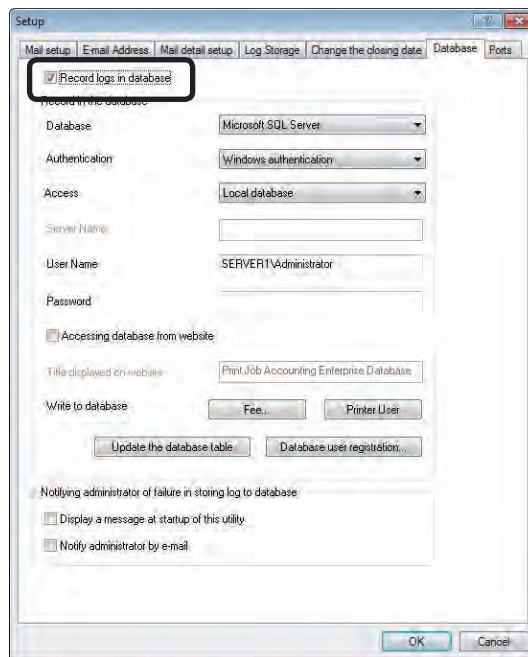 Setup
Mail setup E-mail Address Mail detail setup Log Storage Change the closing date Database Ports
Record logs in database
Record in the database
Database Microsoft SQL Server
Authentication Windows authentication
Access Local database
Server Name
User Name SERVER1\Administrator
Password
Accessing database from website
Title displayed on website Print Job Accounting Enterprise Database
Write to database Fee... Printer User
Update the database table Database user registration...
Notifying administrator of failure in storing log to database
Display a message at startup of this utility
Notify administrator by e-mail
OK Cancel